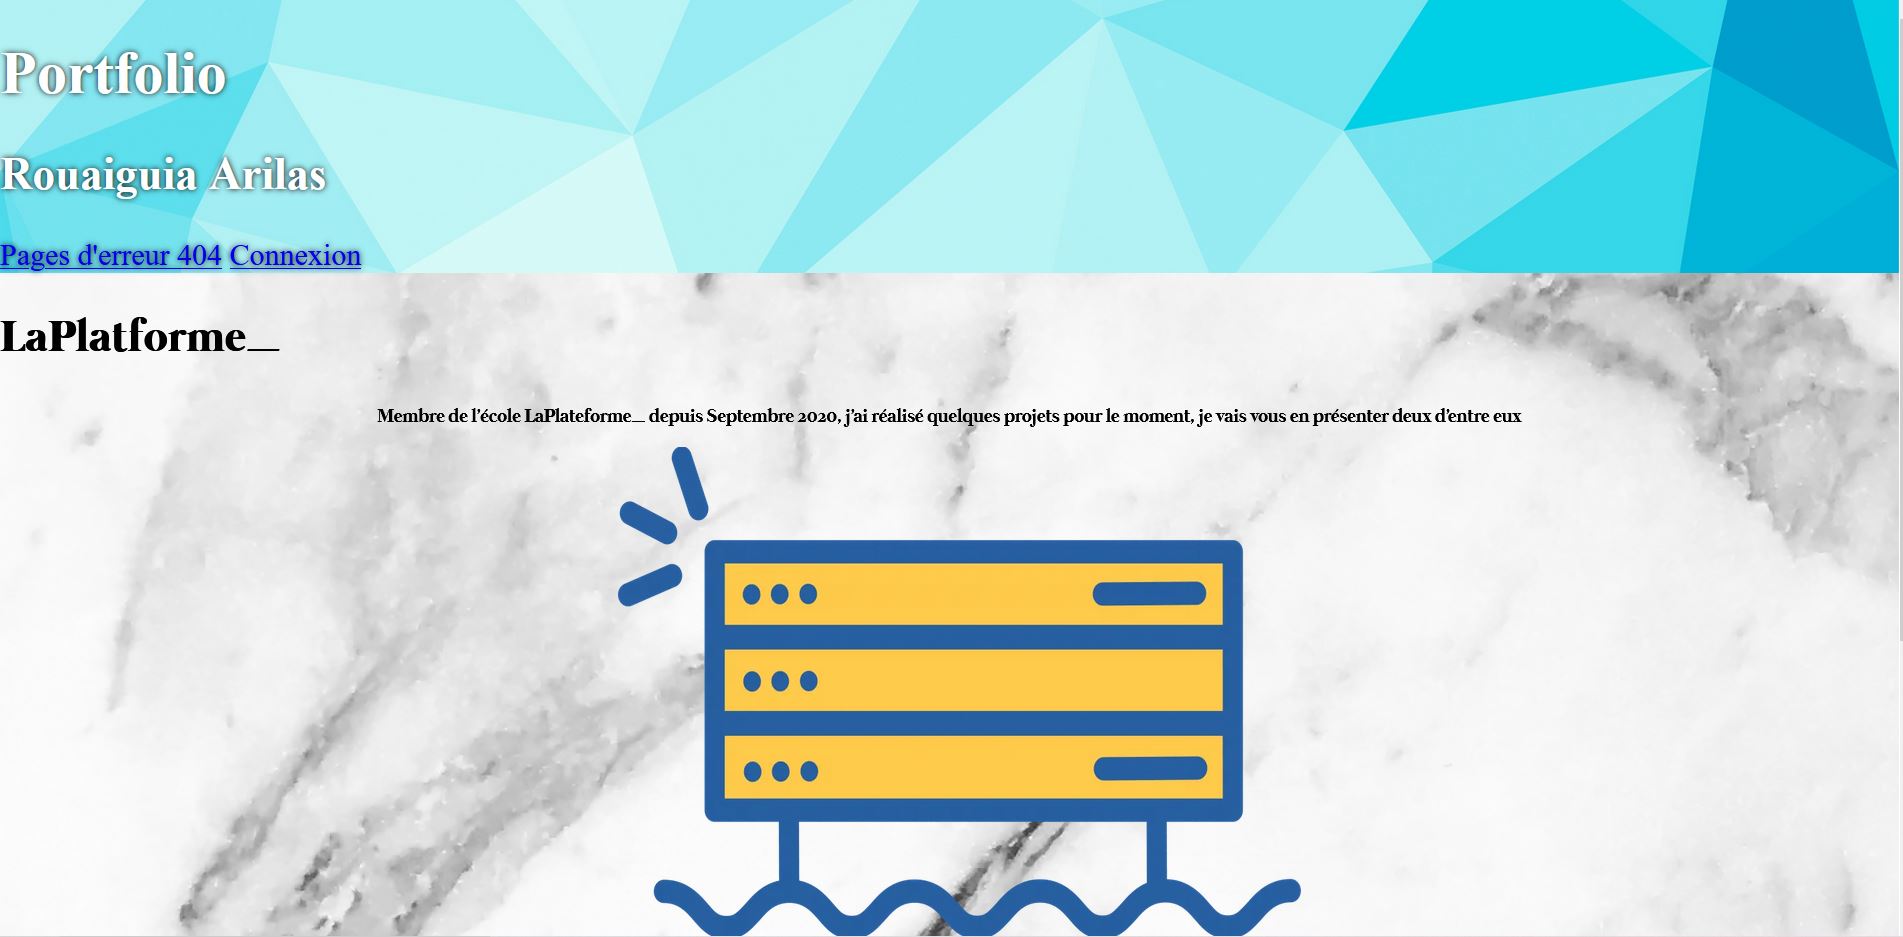 Portfolio
Rouaiguia Arilas
Pages d'erreur 404 Connexion
LaPlatforme_
Membre de l'école LaPlateforme_ depuis Septembre 2020, j'ai réalisé quelques projets pour le moment, je vais vous en présenter deux d'entre eux